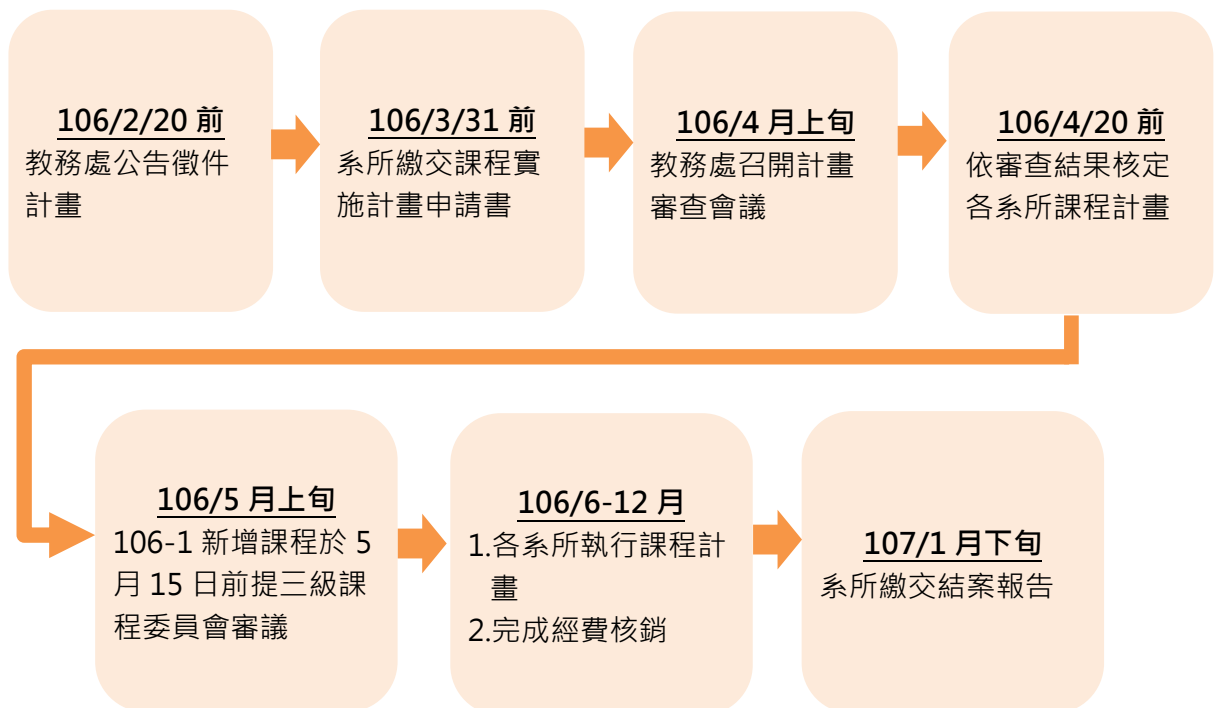 106/2/20 前
教務處公告徵件
計畫
106/3/31 前
系所繳交課程實
施計畫申請書
106/4 月上旬
教務處召開計畫
審查會議
106/4/20 前
依審查結果核定
各系所課程計畫
106/5 月上旬
106-1 新增課程於 5
月 15 日前提三級課
程委員會審議
106/6-12 月
1.各系所執行課程計
畫
2.完成經費核銷
107/1 月下旬
系所繳交結案報告